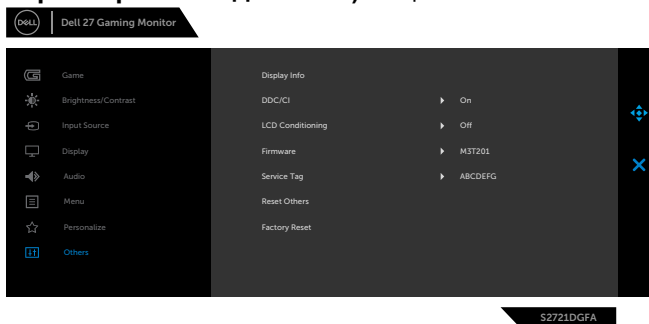 DELL
Dell 27 Gaming Monitor
Game
Display Info
Brightness/Contrast
DDC/CI
On
Input Source
LCD Conditioning
Off
Display
Firmware
M3T201
Audio
Service Tag
ABCDEFG
Menu
Reset Others
Personalize
Factory Reset
Others
S2721DGFA